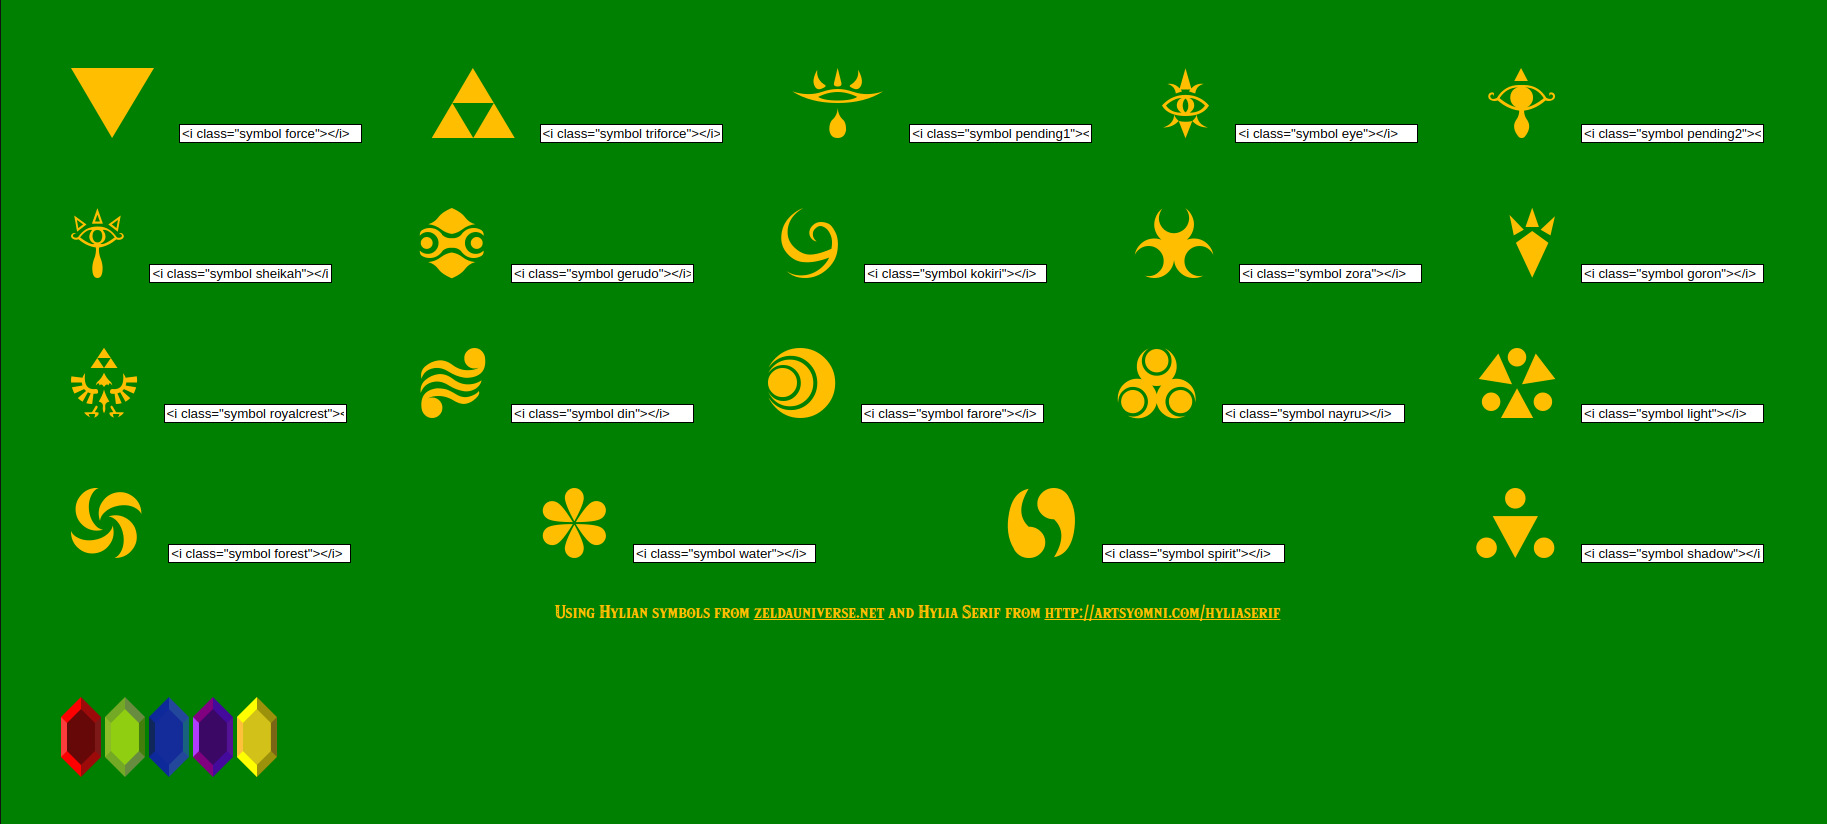 <i class="symbol force"></i>
<i class="symbol triforce"></i>
<i class="symbol pending1"><
<i class="symbol eye"></i>
<i class="symbol pending2"><
<i class="symbol sheikah"></i
<i class="symbol gerudo"></i>
<i class="symbol kokiri"></i>
<i class="symbol zora"></i>
<i class="symbol goron"></i>
<i class="symbol royalcrest"><
<i class="symbol din"></i>
<i class="symbol farore"></i>
<i class="symbol nayru></i>
<i class="symbol light"></i>
<i class="symbol forest"></i>
<i class="symbol water"></i>
<i class="symbol spirit"></i>
<i class="symbol shadow"></i
Using Hylian symbols from zeldauniverse.net and Hylia Serif from http://artsyomni.com/hyliaserif